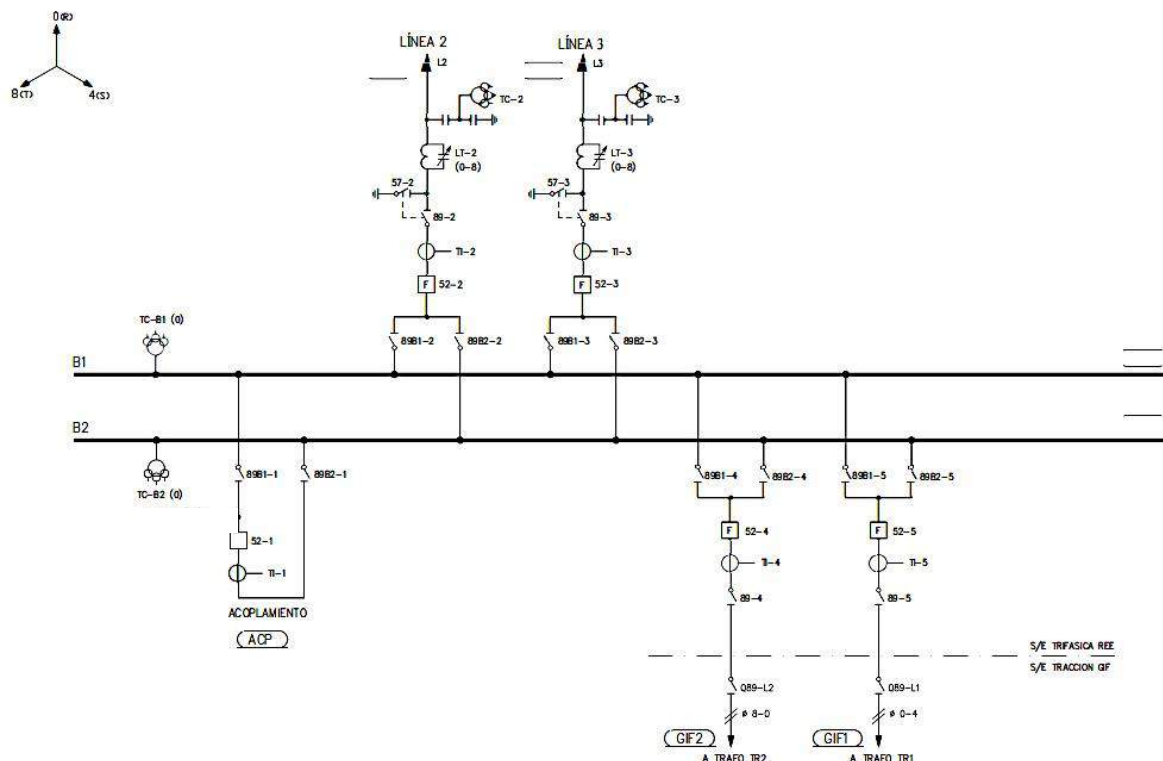 0(R)
8(T)
4(S)
LÍNEA 2
L2
TC-2
LT-2
(0-8)
57-2
89-2
TI-2
F
52-2
89B1-2
89B2-2
LÍNEA 3
L3
TC-3
LT-3
(0-8)
57-3
89-3
TI-3
F
52-3
89B1-3
89B2-3
TC-B1 (0)
B1
B2
TC-B2 (0)
89B1-1
89B2-1
52-1
TI-1
ACOPLAMIENTO
ACP
89B1-4
89B2-4
F
52-4
TI-4
89-4
89B1-5
89B2-5
F
52-5
TI-5
89-5
S/E TRIFASICA REE
S/E TRACCION GIF
Q89-L2
ø 8-0
GIF2
A TRAFO TR2
Q89-L1
ø 0-4
GIF1
A TRAFO TR1